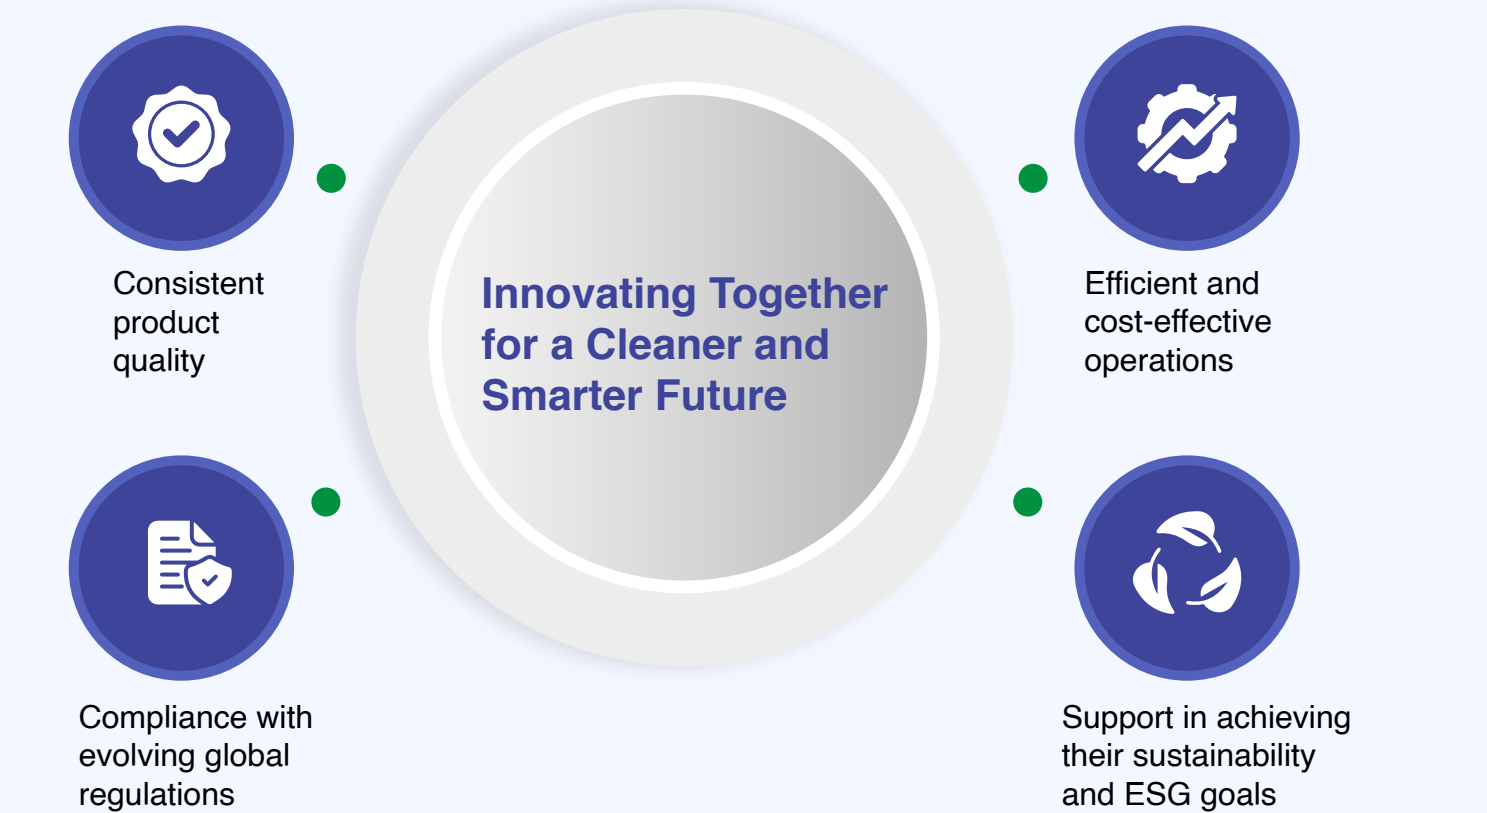 Consistent
product
quality
Innovating Together
for a Cleaner and
Smarter Future
Efficient and
cost-effective
operations
Compliance with
evolving global
regulations
Support in achieving
their sustainability
and ESG goals